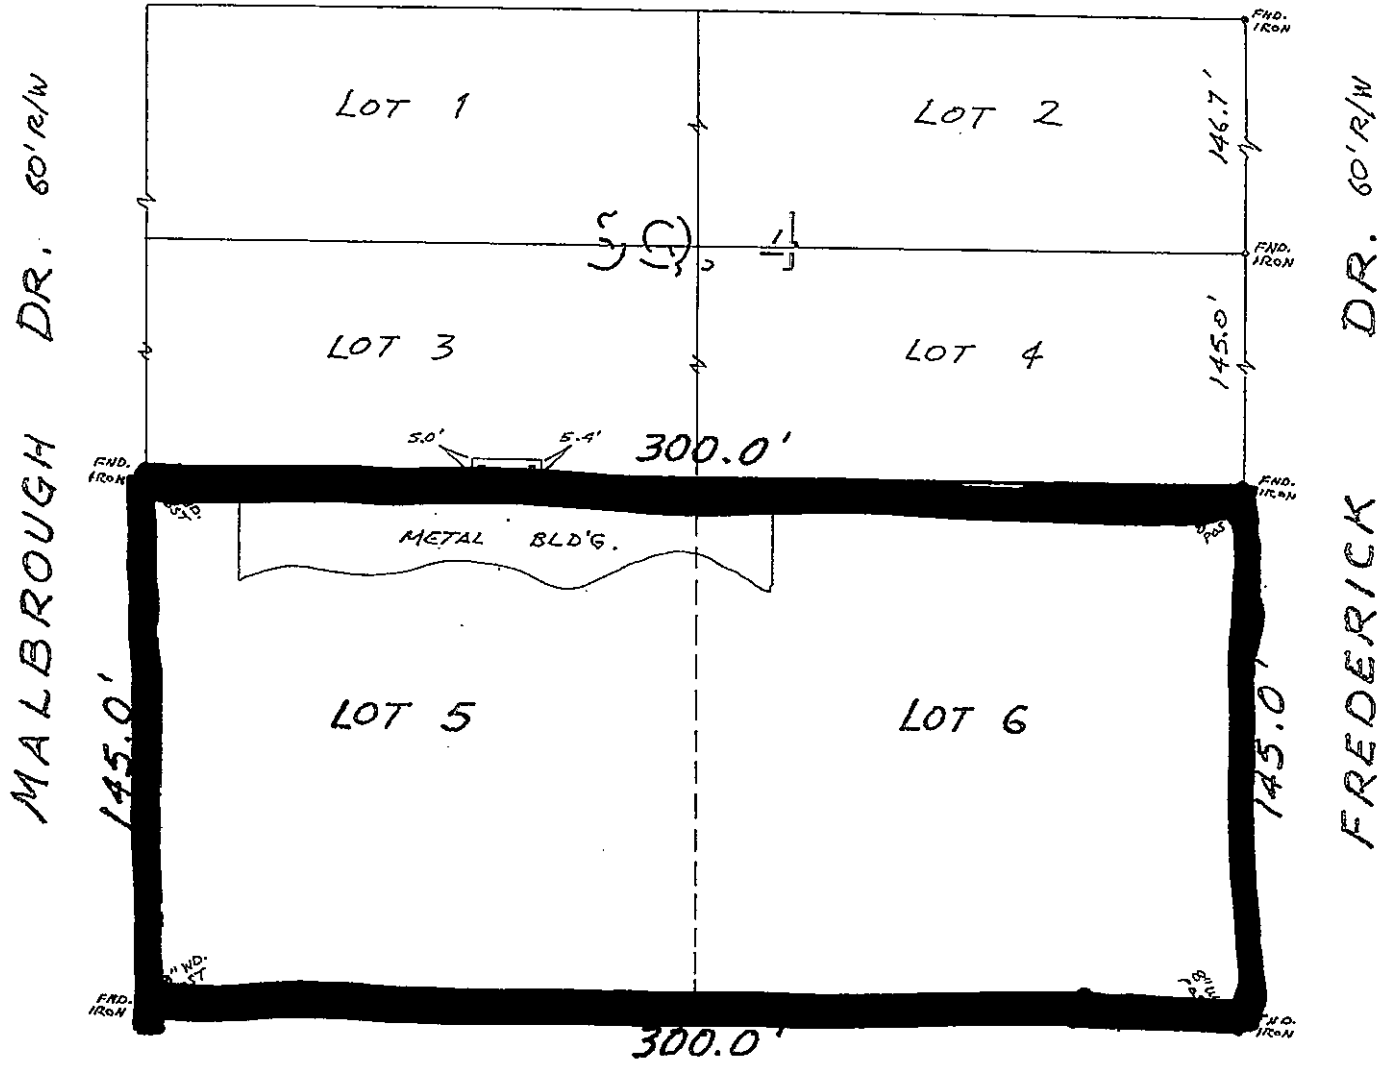 FND.
IRON
LOT 1
LOT 2
146.7'
MALBROUGH DR. 60' R/W
FREDERICK DR. 60' R/W
FND.
IRON
LOT 3
LOT 4
145.0'
5.0'
5.4'
300.0'
FND.
IRON
FND.
IRON
METAL BLD'G.
145.0'
LOT 5
LOT 6
145.0'
WD.
FND.
IRON
FND.
IRON
300.0'